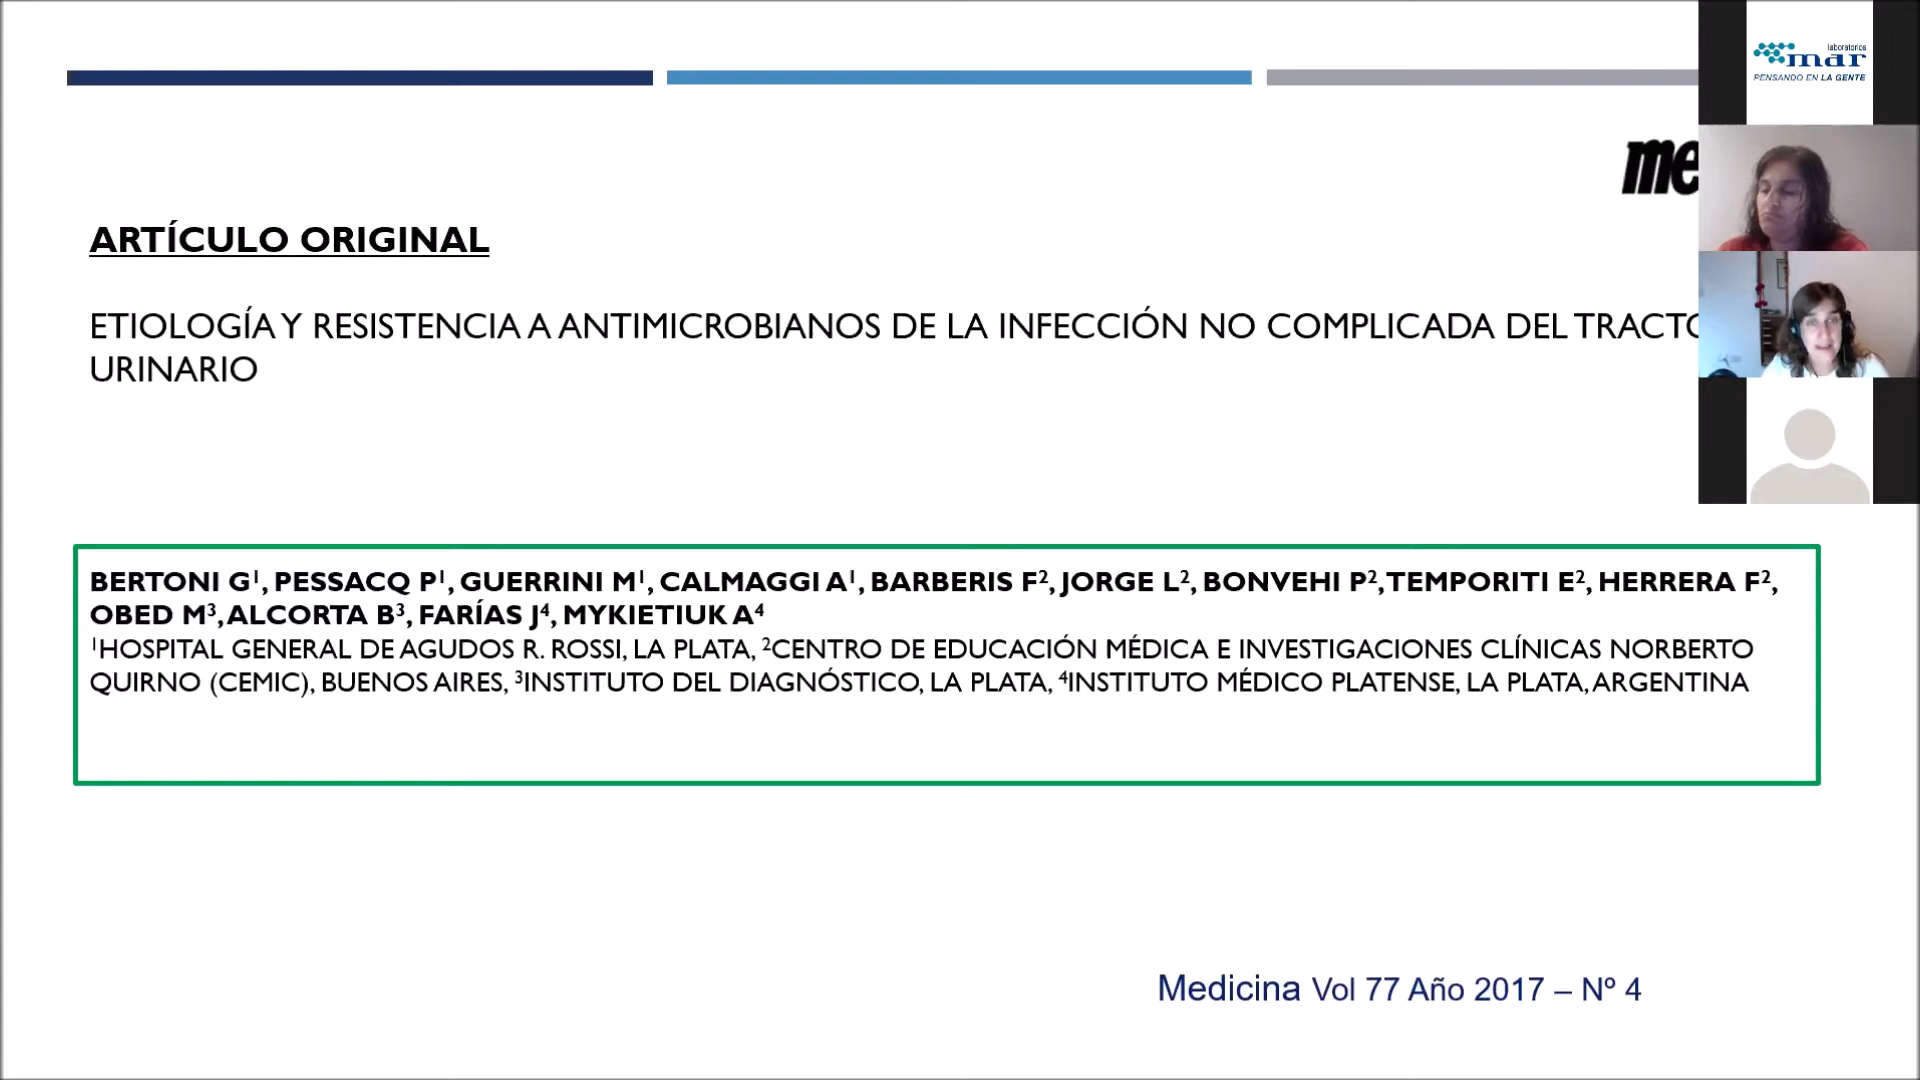 laboratorios
mar
PENSANDO EN LA GENTE
me
ARTÍCULO ORIGINAL
ETIOLOGÍA Y RESISTENCIA A ANTIMICROBIANOS DE LA INFECCIÓN NO COMPLICADA DEL TRACTO
URINARIO
BERTONI G¹, PESSACQ P¹, GUERRINI M¹, CALMAGGI A¹, BARBERIS F², JORGE L², BONVEHI P², TEMPORITI E², HERRERA F²,
OBED M³, ALCORTA B³, FARÍAS J⁴, MYKIETIUK A⁴
¹HOSPITAL GENERAL DE AGUDOS R. ROSSI, LA PLATA, ²CENTRO DE EDUCACIÓN MÉDICA E INVESTIGACIONES CLÍNICAS NORBERTO
QUIRNO (CEMIC), BUENOS AIRES, ³INSTITUTO DEL DIAGNÓSTICO, LA PLATA, ⁴INSTITUTO MÉDICO PLATENSE, LA PLATA, ARGENTINA
Medicina Vol 77 Año 2017 – Nº 4